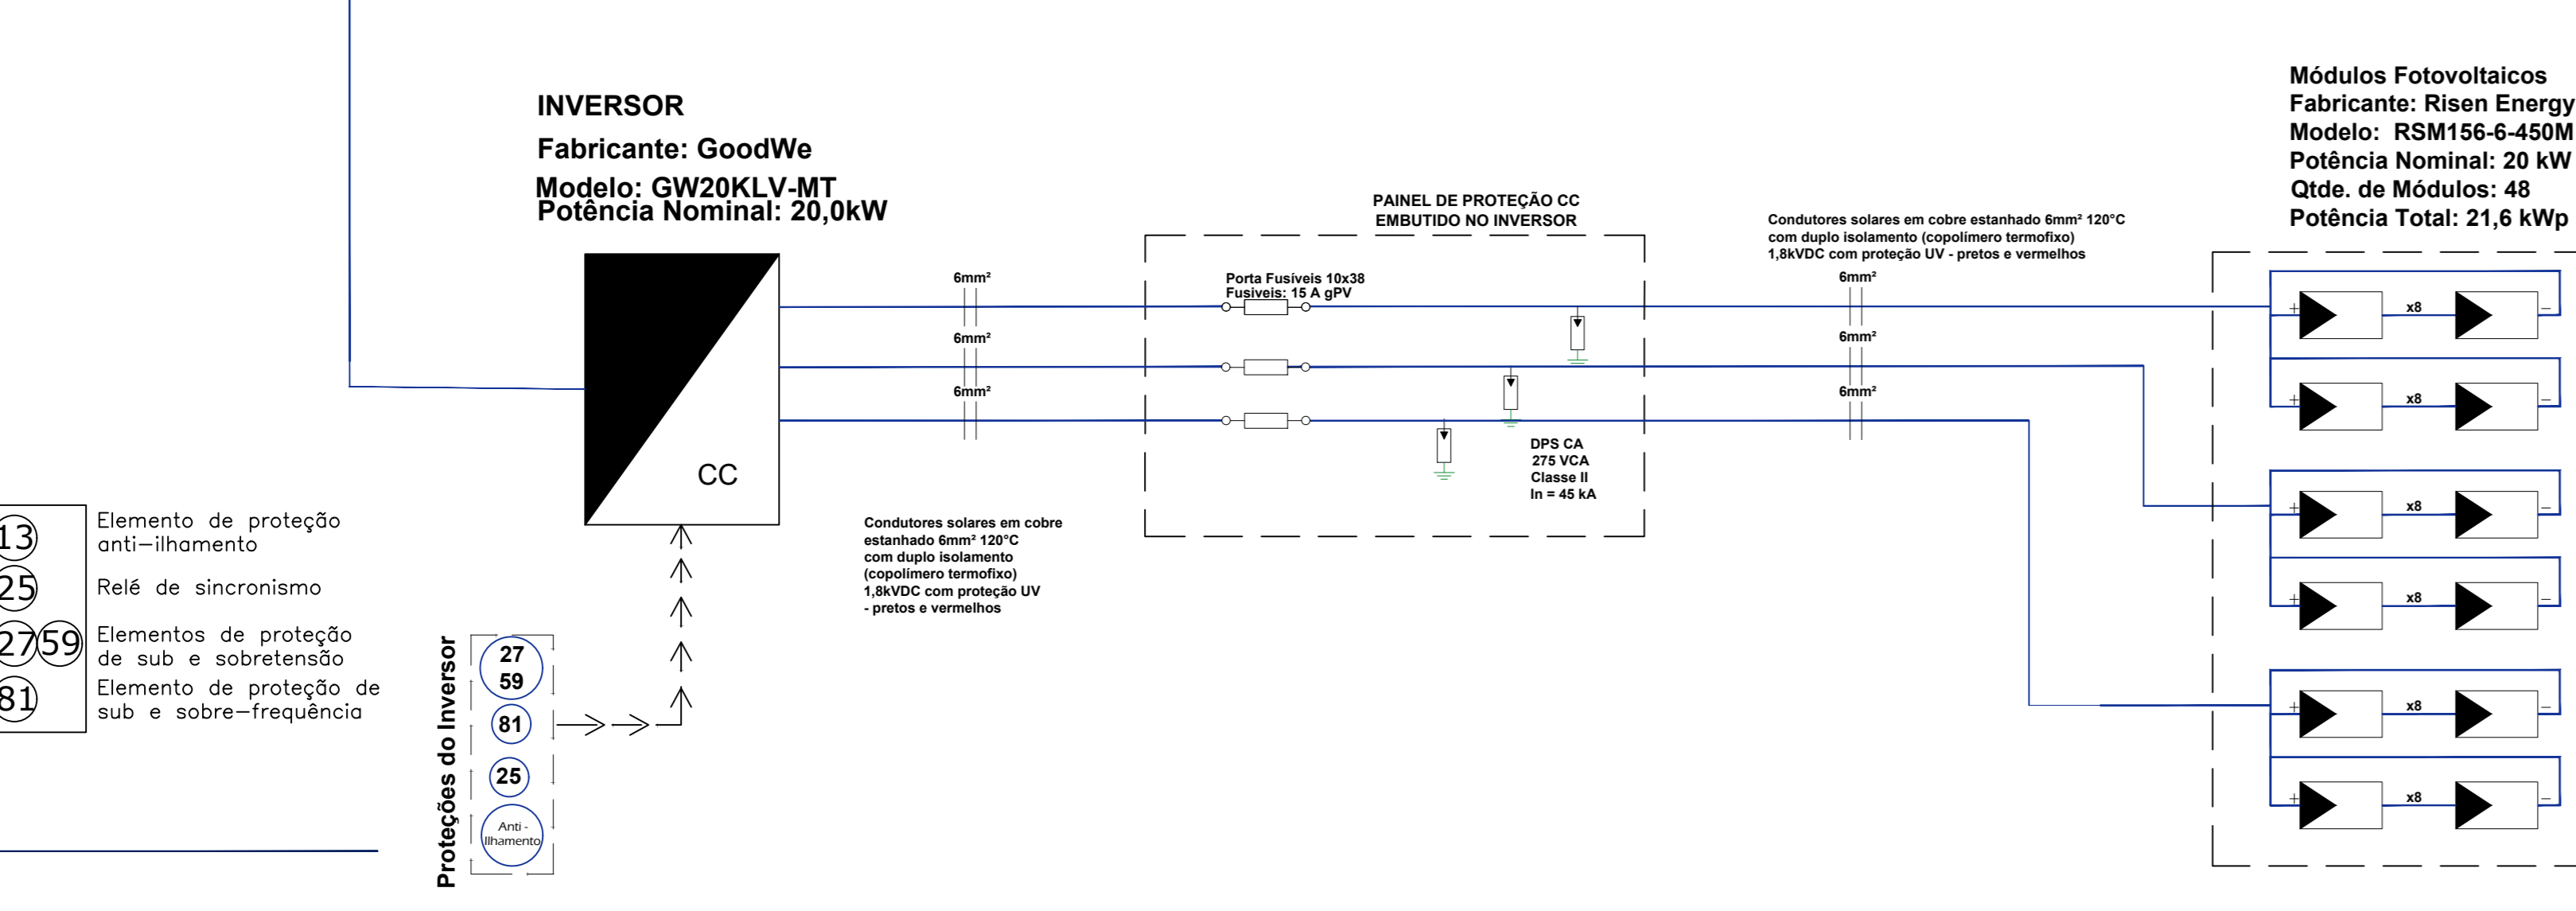 INVERSOR
Fabricante: GoodWe
Modelo: GW20KLV-MT
Potência Nominal: 20,0kW
CC
6mm²
6mm²
6mm²
Condutores solares em cobre
estanhado 6mm² 120°C
com duplo isolamento
(copolímero termofixo)
1,8kVDC com proteção UV
- pretos e vermelhos
PAINEL DE PROTEÇÃO CC
EMBUTIDO NO INVERSOR
Porta Fusíveis 10x38
Fusiveis: 15 A gPV
DPS CA
275 VCA
Classe II
In = 45 kA
Condutores solares em cobre estanhado 6mm² 120°C
com duplo isolamento (copolímero termofixo)
1,8kVDC com proteção UV - pretos e vermelhos
6mm²
6mm²
6mm²
Módulos Fotovoltaicos
Fabricante: Risen Energy
Modelo: RSM156-6-450M
Potência Nominal: 20 kW
Qtde. de Módulos: 48
Potência Total: 21,6 kWp
+ x8 -
+ x8 -
+ x8 -
+ x8 -
+ x8 -
+ x8 -
13 Elemento de proteção
anti-ilhamento
25 Relé de sincronismo
27 59 Elementos de proteção
de sub e sobretensão
81 Elemento de proteção de
sub e sobre-frequência
Proteções do Inversor
27
59
81
25
Anti -
Ilhamento